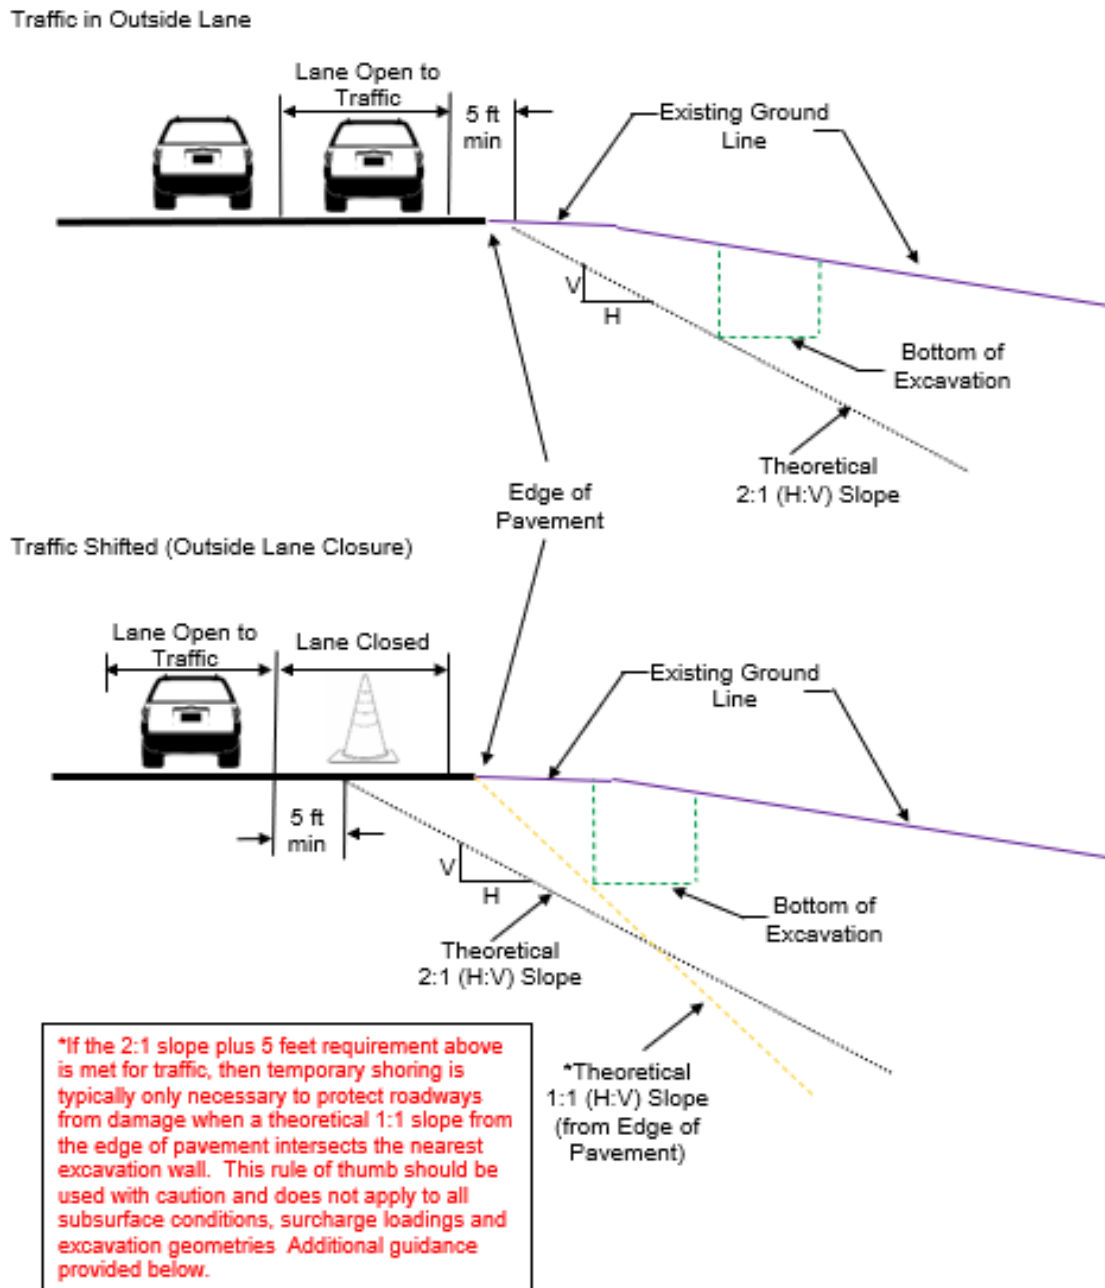 Traffic in Outside Lane
Lane Open to
Traffic
5 ft
min
Existing Ground
Line
V
H
Bottom of
Excavation
Theoretical
2:1 (H:V) Slope
Edge of
Pavement
Traffic Shifted (Outside Lane Closure)
Lane Open to
Traffic
Lane Closed
Existing Ground
Line
5 ft
min
V
H
Bottom of
Excavation
Theoretical
2:1 (H:V) Slope
*Theoretical
1:1 (H:V) Slope
(from Edge of
Pavement)
*If the 2:1 slope plus 5 feet requirement above
is met for traffic, then temporary shoring is
typically only necessary to protect roadways
from damage when a theoretical 1:1 slope from
the edge of pavement intersects the nearest
excavation wall.  This rule of thumb should be
used with caution and does not apply to all
subsurface conditions, surcharge loadings and
excavation geometries  Additional guidance
provided below.